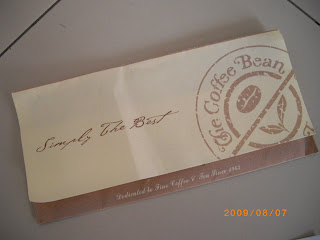 The Coffee Bean
Simply The Best
Dedicated to Fine Coffee & Tea Since 1963
2009/08/07